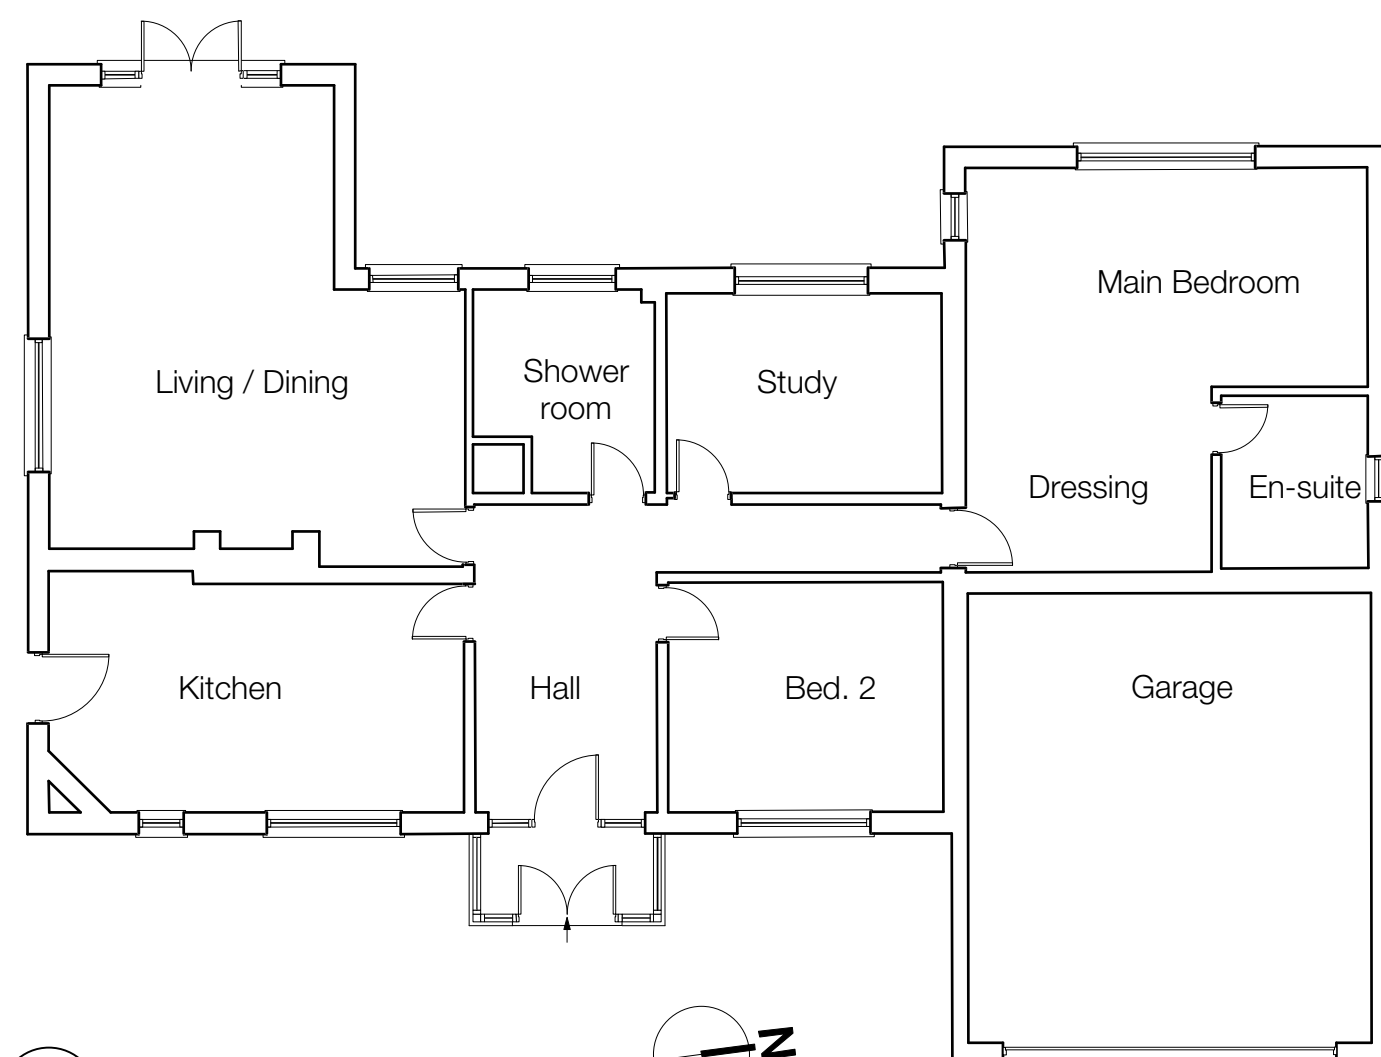 Main Bedroom
Living / Dining
Shower
room
Study
Dressing
En-suite
Kitchen
Hall
Bed. 2
Garage
N